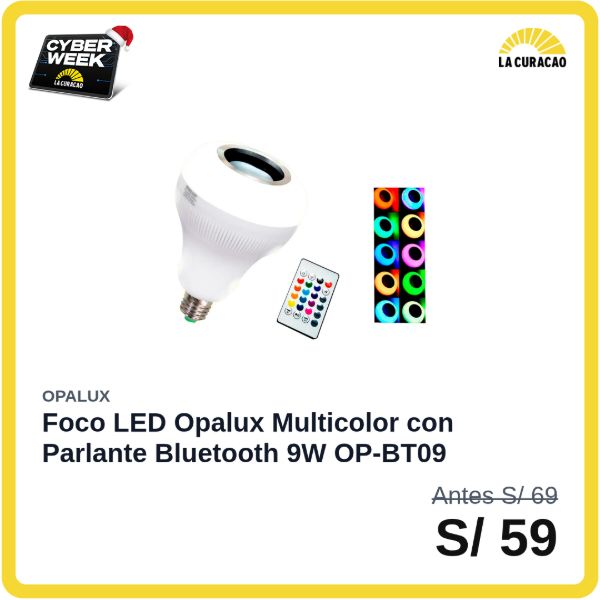 CYBER
WEEK
LA CURACAO
LA CURACAO
OPALUX
Foco LED Opalux Multicolor con
Parlante Bluetooth 9W OP-BT09
Antes S/ 69
S/ 59